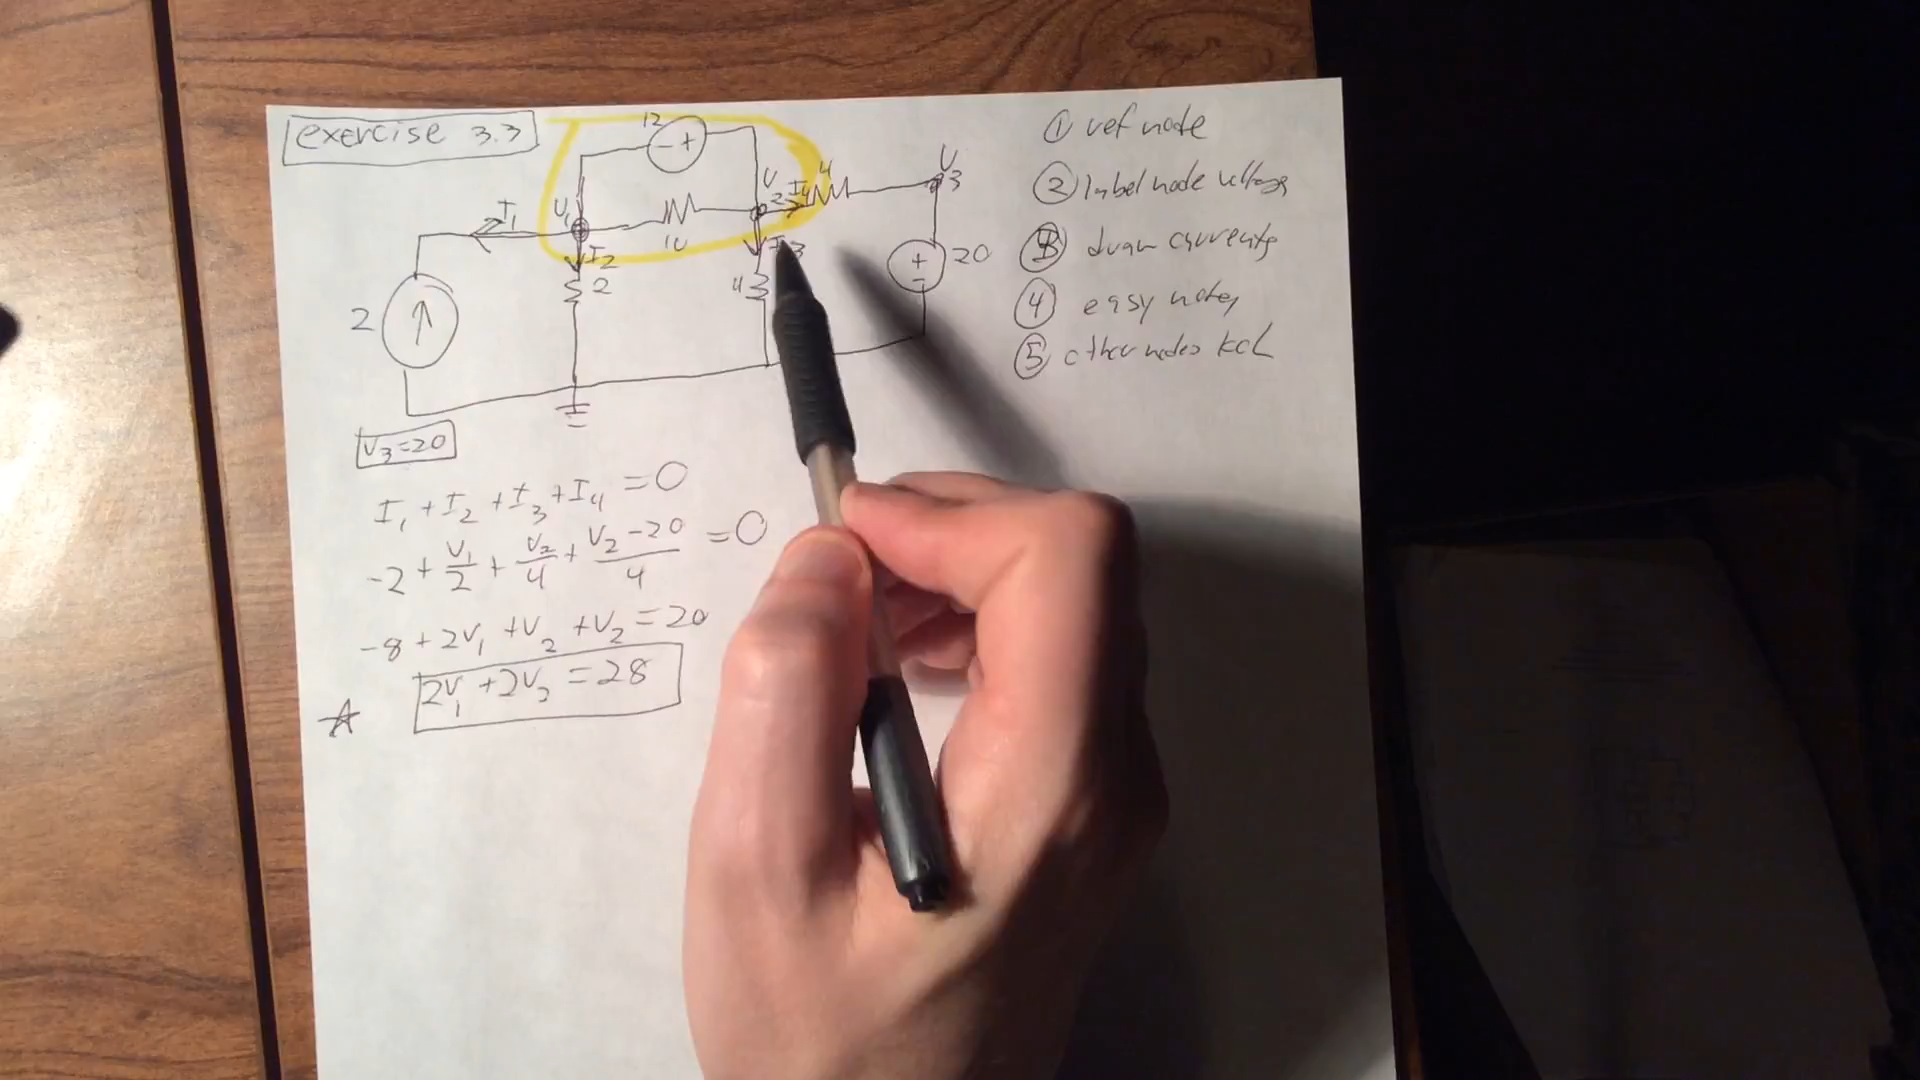 exercise 3.3
12
- +
V1
I1
I2
2
10
V2
I4
4
I3
4
V3
+
-
20
2
① ref node
② label node voltage
③ draw currents
④ easy nodes
⑤ other nodes KCL
V3=20
I1 + I2 + I3 + I4 = 0
-2 + V1/2 + V2/4 + V2-20/4 = 0
-8 + 2V1 + V2 + V2 = 20
2V1 + 2V2 = 28